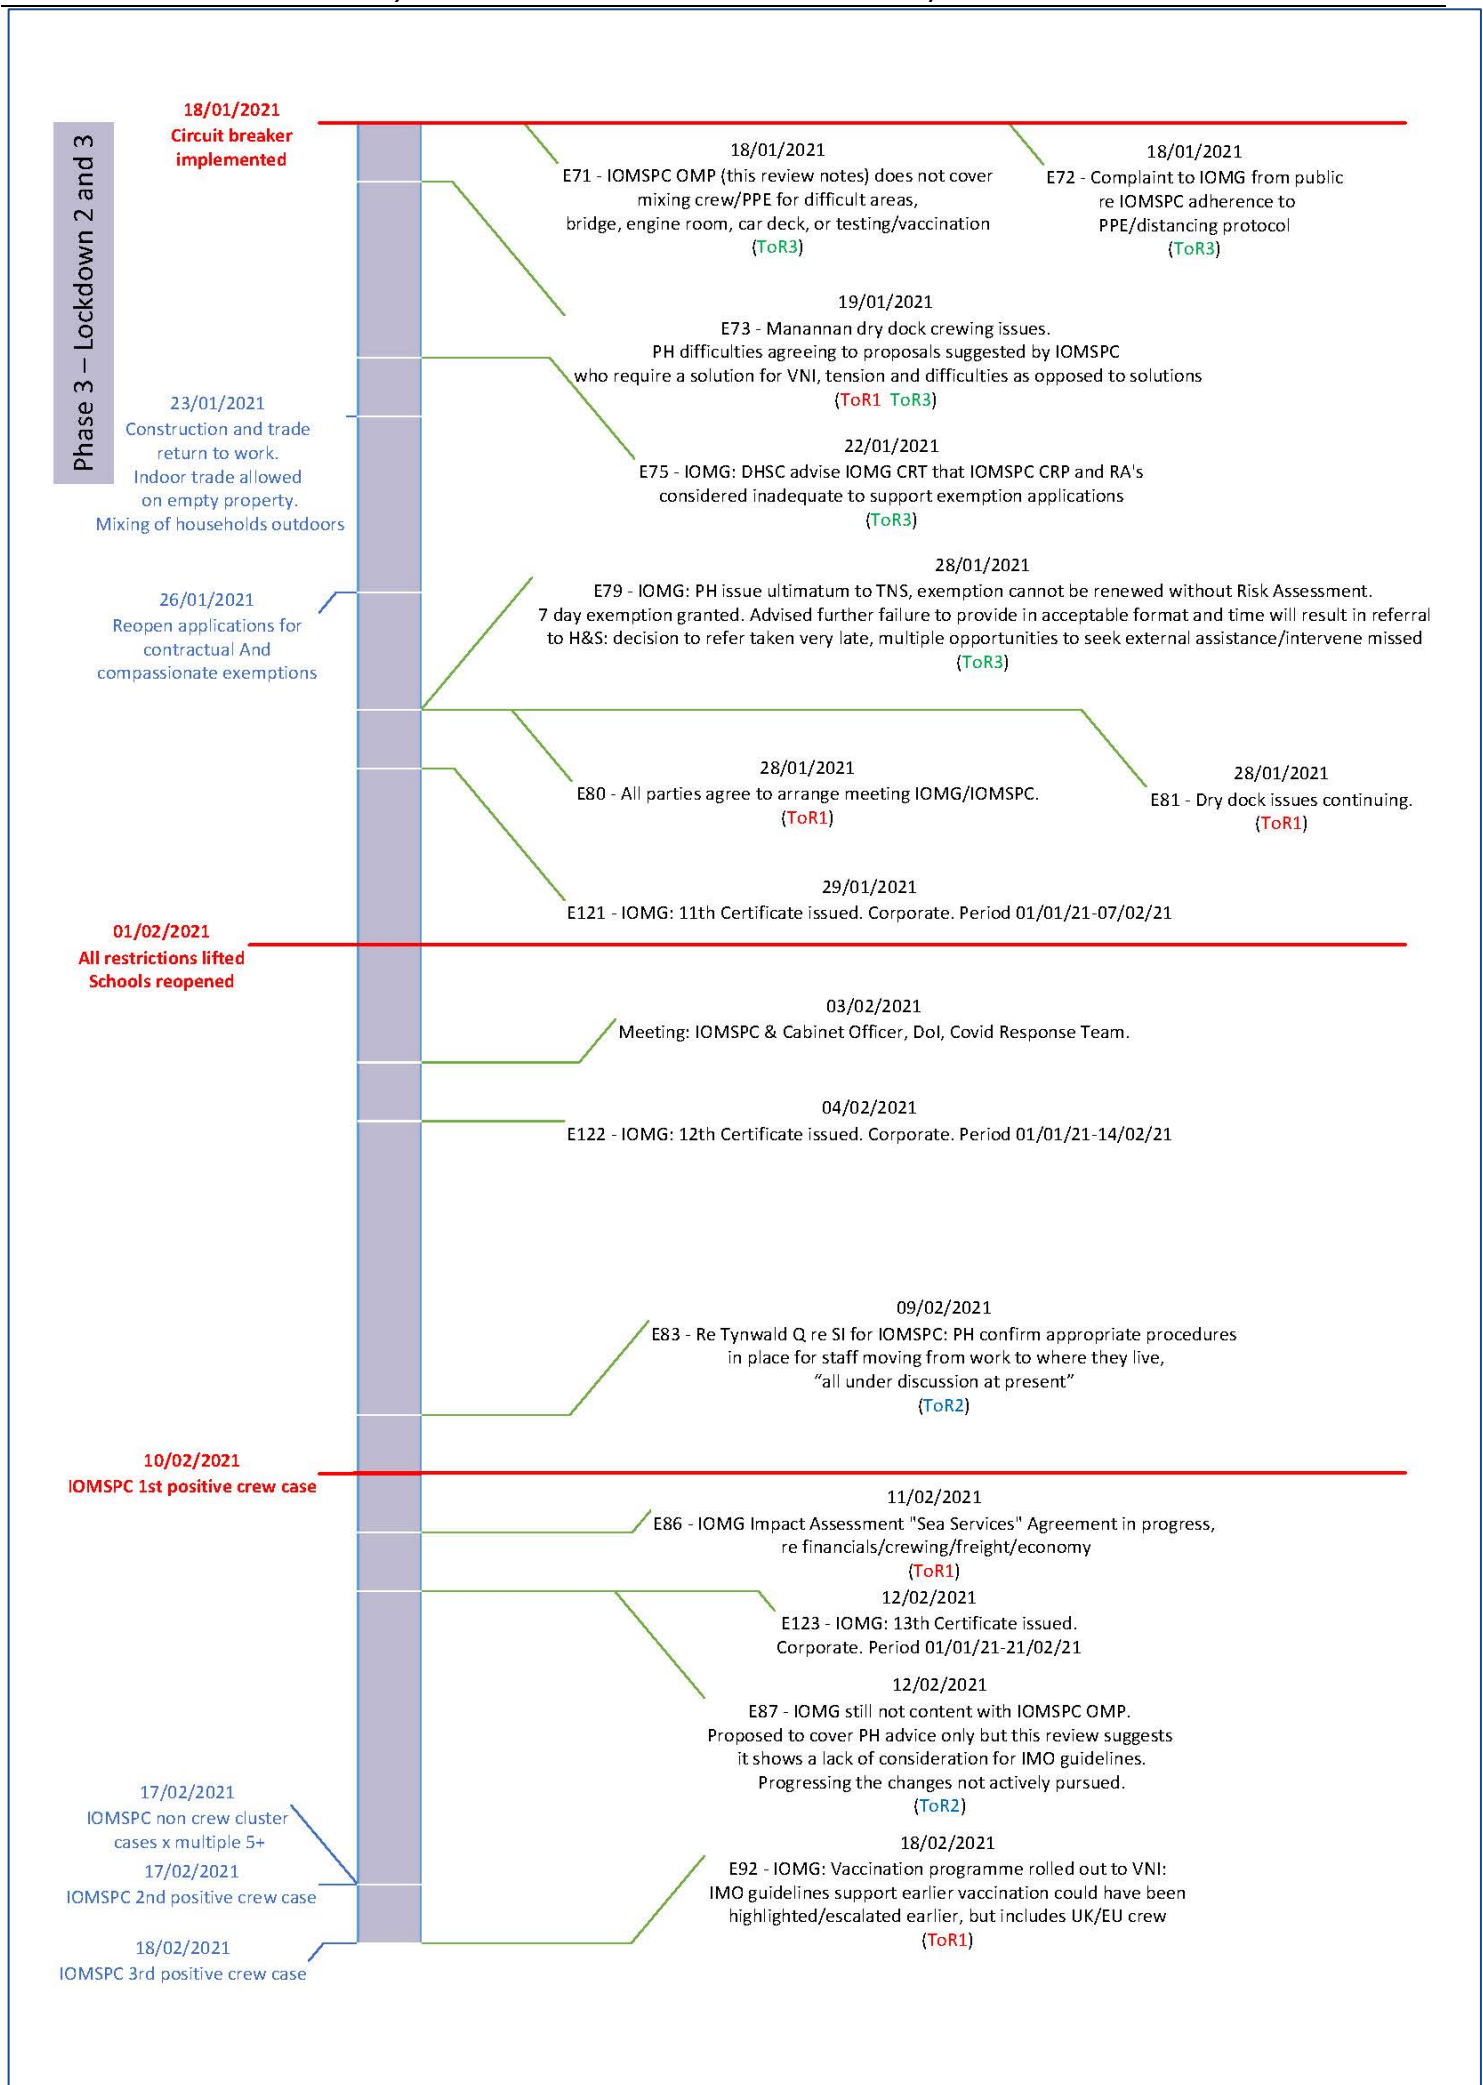 Phase 3 – Lockdown 2 and 3
18/01/2021
Circuit breaker
implemented
18/01/2021
E71 - IOMSPC OMP (this review notes) does not cover
mixing crew/PPE for difficult areas,
bridge, engine room, car deck, or testing/vaccination
(ToR3)
18/01/2021
E72 - Complaint to IOMG from public
re IOMSPC adherence to
PPE/distancing protocol
(ToR3)
19/01/2021
E73 - Manannan dry dock crewing issues.
PH difficulties agreeing to proposals suggested by IOMSPC
who require a solution for VNI, tension and difficulties as opposed to solutions
(ToR1 ToR3)
23/01/2021
Construction and trade
return to work.
Indoor trade allowed
on empty property.
Mixing of households outdoors
22/01/2021
E75 - IOMG: DHSC advise IOMG CRT that IOMSPC CRP and RA's
considered inadequate to support exemption applications
(ToR3)
26/01/2021
Reopen applications for
contractual And
compassionate exemptions
28/01/2021
E79 - IOMG: PH issue ultimatum to TNS, exemption cannot be renewed without Risk Assessment.
7 day exemption granted. Advised further failure to provide in acceptable format and time will result in referral
to H&S: decision to refer taken very late, multiple opportunities to seek external assistance/intervene missed
(ToR3)
28/01/2021
E80 - All parties agree to arrange meeting IOMG/IOMSPC.
(ToR1)
28/01/2021
E81 - Dry dock issues continuing.
(ToR1)
29/01/2021
E121 - IOMG: 11th Certificate issued. Corporate. Period 01/01/21-07/02/21
01/02/2021
All restrictions lifted
Schools reopened
03/02/2021
Meeting: IOMSPC & Cabinet Officer, DoI, Covid Response Team.
04/02/2021
E122 - IOMG: 12th Certificate issued. Corporate. Period 01/01/21-14/02/21
09/02/2021
E83 - Re Tynwald Q re SI for IOMSPC: PH confirm appropriate procedures
in place for staff moving from work to where they live,
“all under discussion at present”
(ToR2)
10/02/2021
IOMSPC 1st positive crew case
11/02/2021
E86 - IOMG Impact Assessment "Sea Services" Agreement in progress,
re financials/crewing/freight/economy
(ToR1)
12/02/2021
E123 - IOMG: 13th Certificate issued.
Corporate. Period 01/01/21-21/02/21
12/02/2021
E87 - IOMG still not content with IOMSPC OMP.
Proposed to cover PH advice only but this review suggests
it shows a lack of consideration for IMO guidelines.
Progressing the changes not actively pursued.
(ToR2)
17/02/2021
IOMSPC non crew cluster
cases x multiple 5+
17/02/2021
IOMSPC 2nd positive crew case
18/02/2021
E92 - IOMG: Vaccination programme rolled out to VNI:
IMO guidelines support earlier vaccination could have been
highlighted/escalated earlier, but includes UK/EU crew
(ToR1)
18/02/2021
IOMSPC 3rd positive crew case